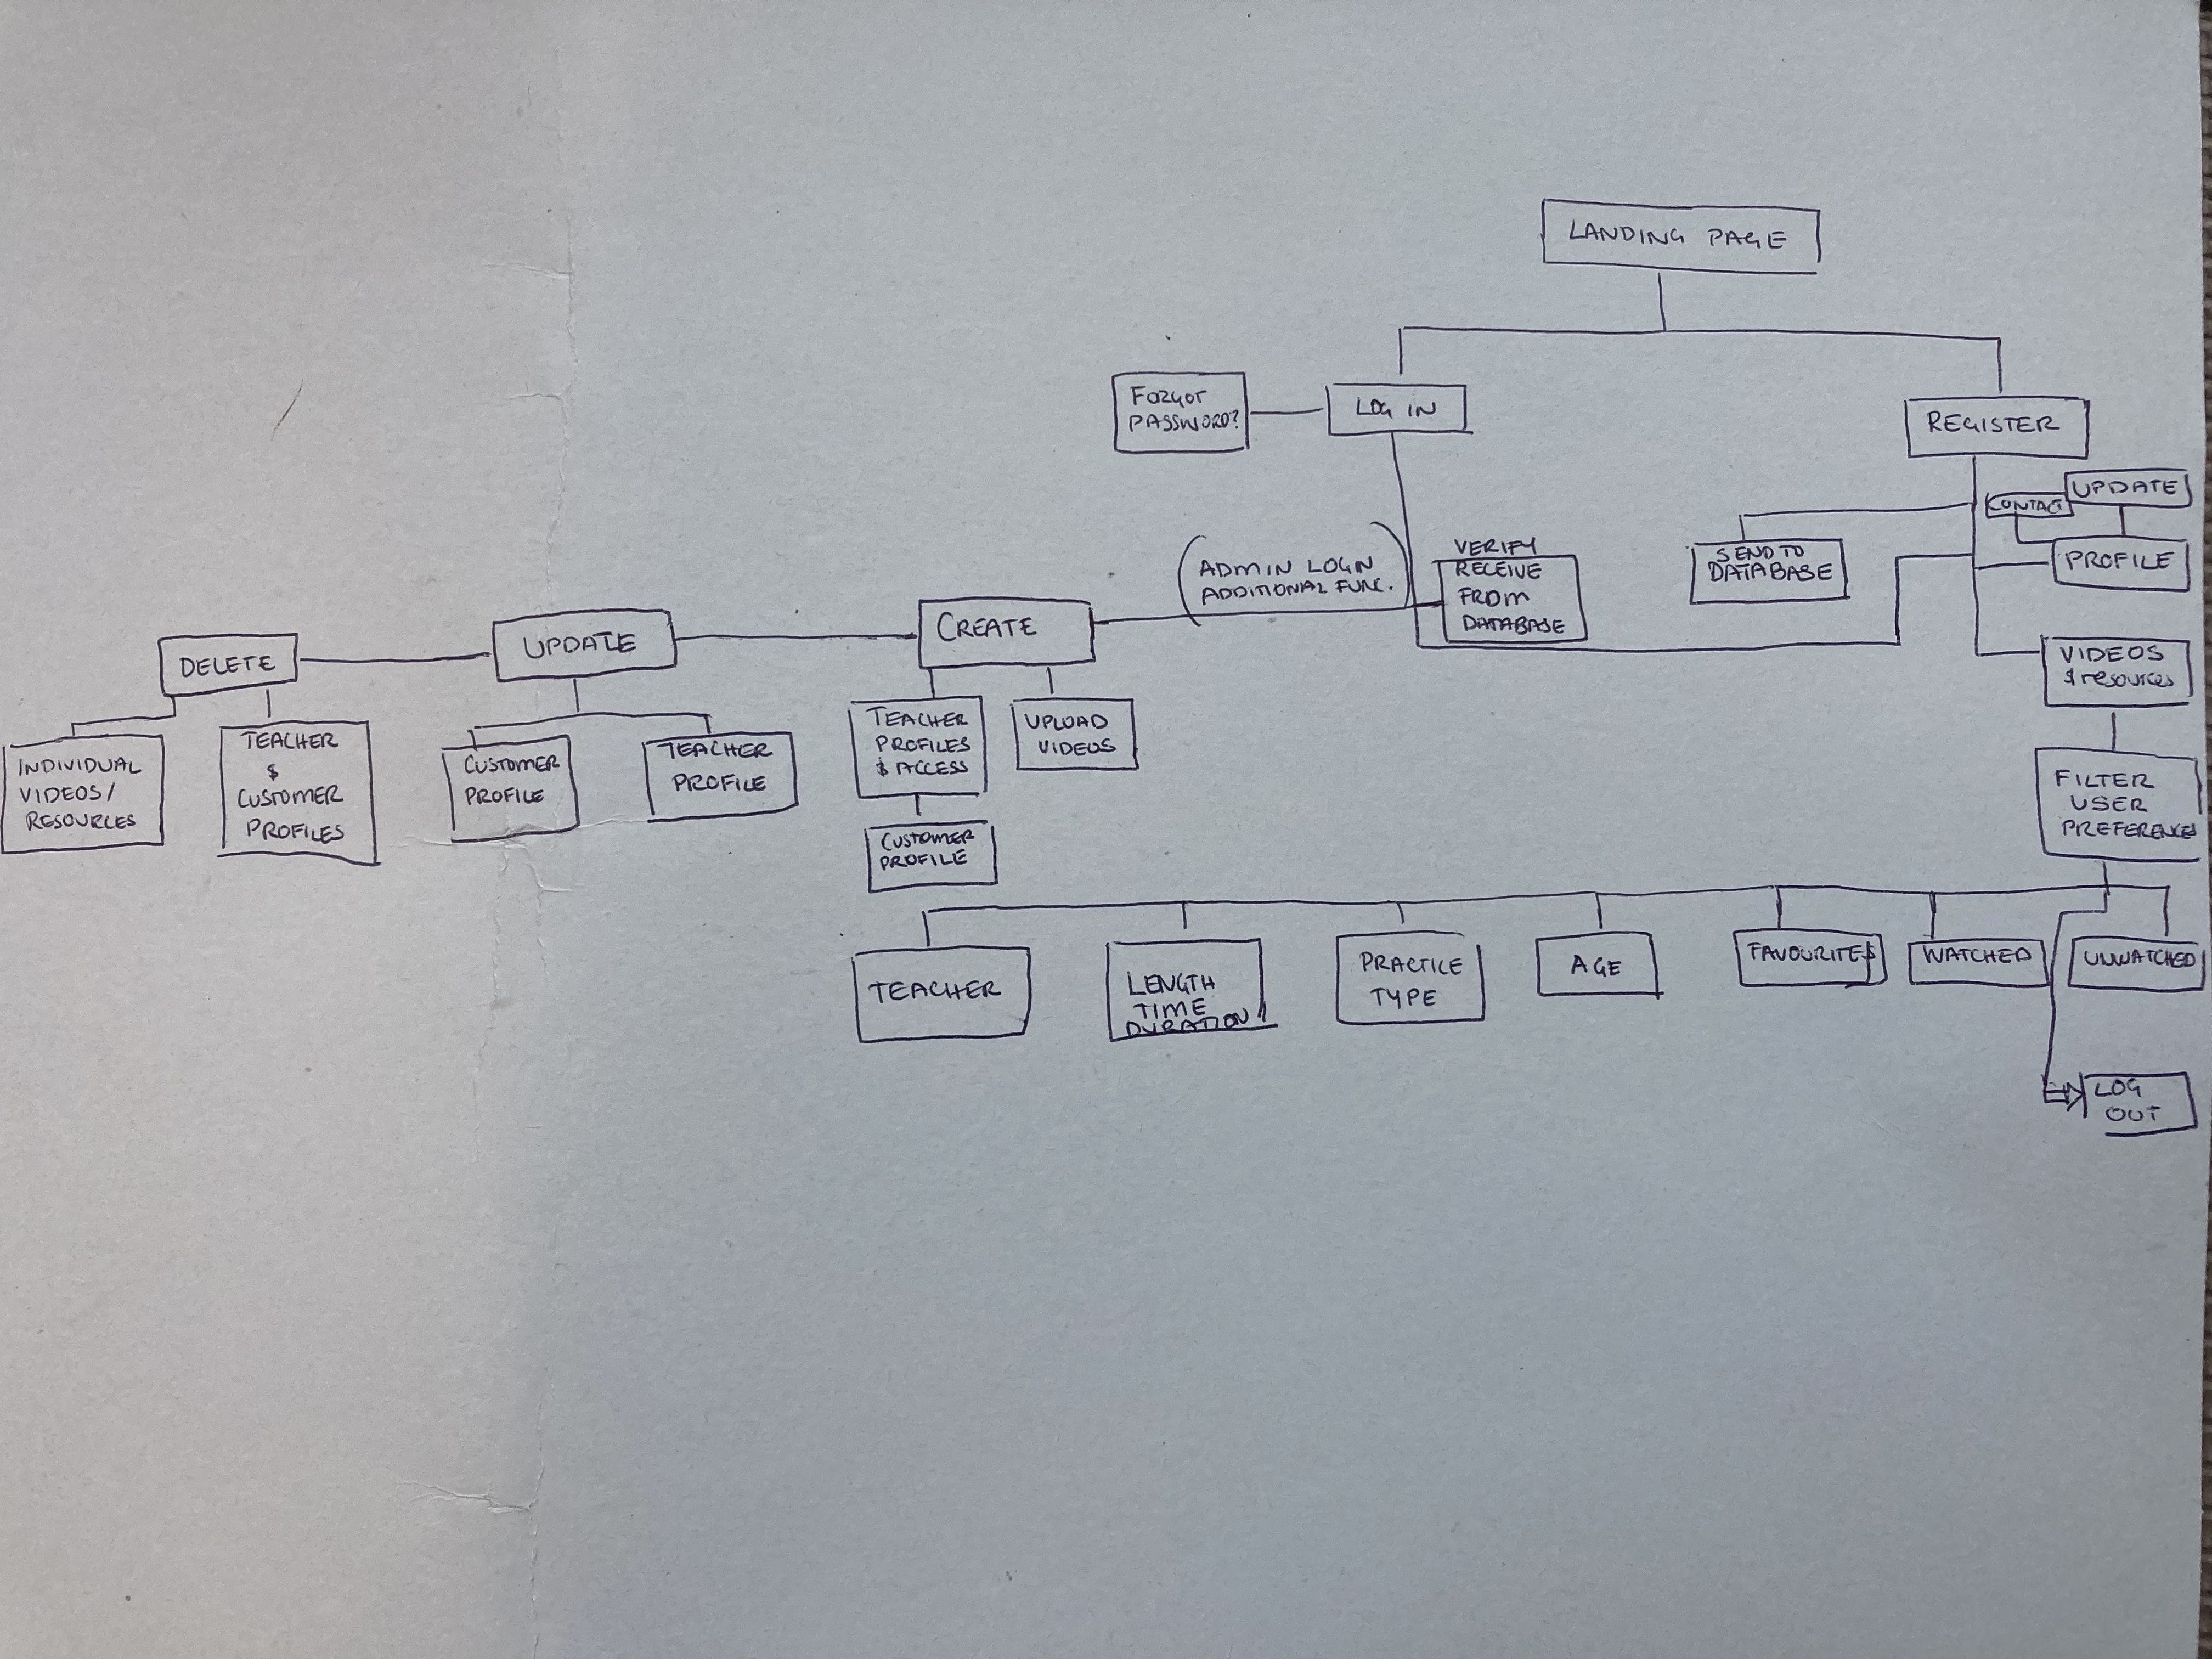 LANDING PAGE
FORGOT
PASSWORD?
LOG IN
REGISTER
UPDATE
CONTACT
PROFILE
SEND TO
DATABASE
VERIFY
RECEIVE
FROM
DATABASE
(ADMIN LOGIN
ADDITIONAL FUNC.)
CREATE
UPDATE
DELETE
VIDEOS
& resources
INDIVIDUAL
VIDEOS/
RESOURCES
TEACHER
&
CUSTOMER
PROFILES
CUSTOMER
PROFILE
TEACHER
PROFILE
TEACHER
PROFILES
& ACCESS
UPLOAD
VIDEOS
CUSTOMER
PROFILE
FILTER
USER
PREFERENCES
TEACHER
LENGTH
TIME
DURATION
PRACTICE
TYPE
AGE
FAVOURITES
WATCHED
UNWATCHED
LOG
OUT